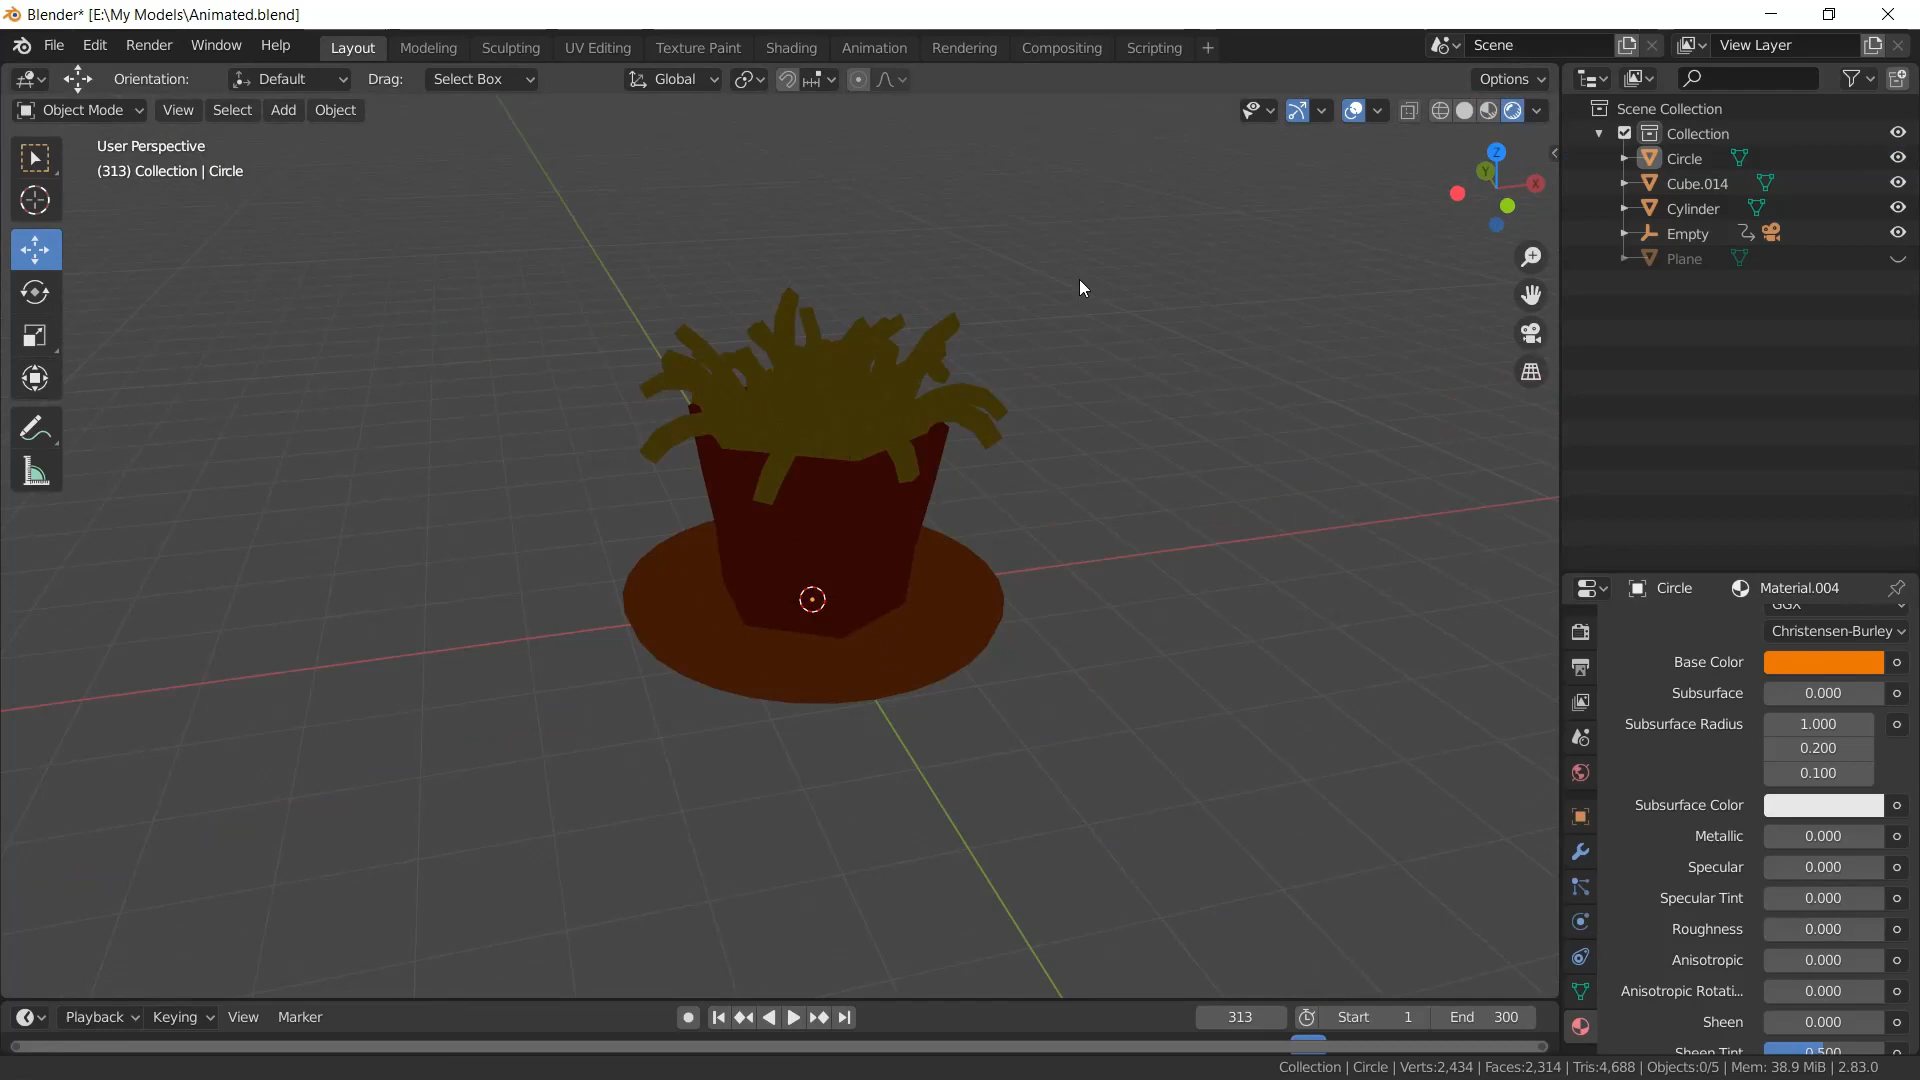 Blender* [E:\My Models\Animated.blend]
File Edit Render Window Help Layout Modeling Sculpting UV Editing Texture Paint Shading Animation Rendering Compositing Scripting + Scene View Layer
Orientation: Default Drag: Select Box Global Options
Object Mode View Select Add Object
User Perspective
(313) Collection | Circle
Z
Y
X
Scene Collection
Collection
Circle
Cube.014
Cylinder
Empty
Plane
Circle Material.004
GGX
Christensen-Burley
Base Color
Subsurface 0.000
Subsurface Radius 1.000
0.200
0.100
Subsurface Color
Metallic 0.000
Specular 0.000
Specular Tint 0.000
Roughness 0.000
Anisotropic 0.000
Anisotropic Rotati... 0.000
Sheen 0.000
Sheen Tint 0.500
Playback Keying View Marker 313 Start 1 End 300
Collection | Circle | Verts:2,434 | Faces:2,314 | Tris:4,688 | Objects:0/5 | Mem: 38.9 MiB | 2.83.0